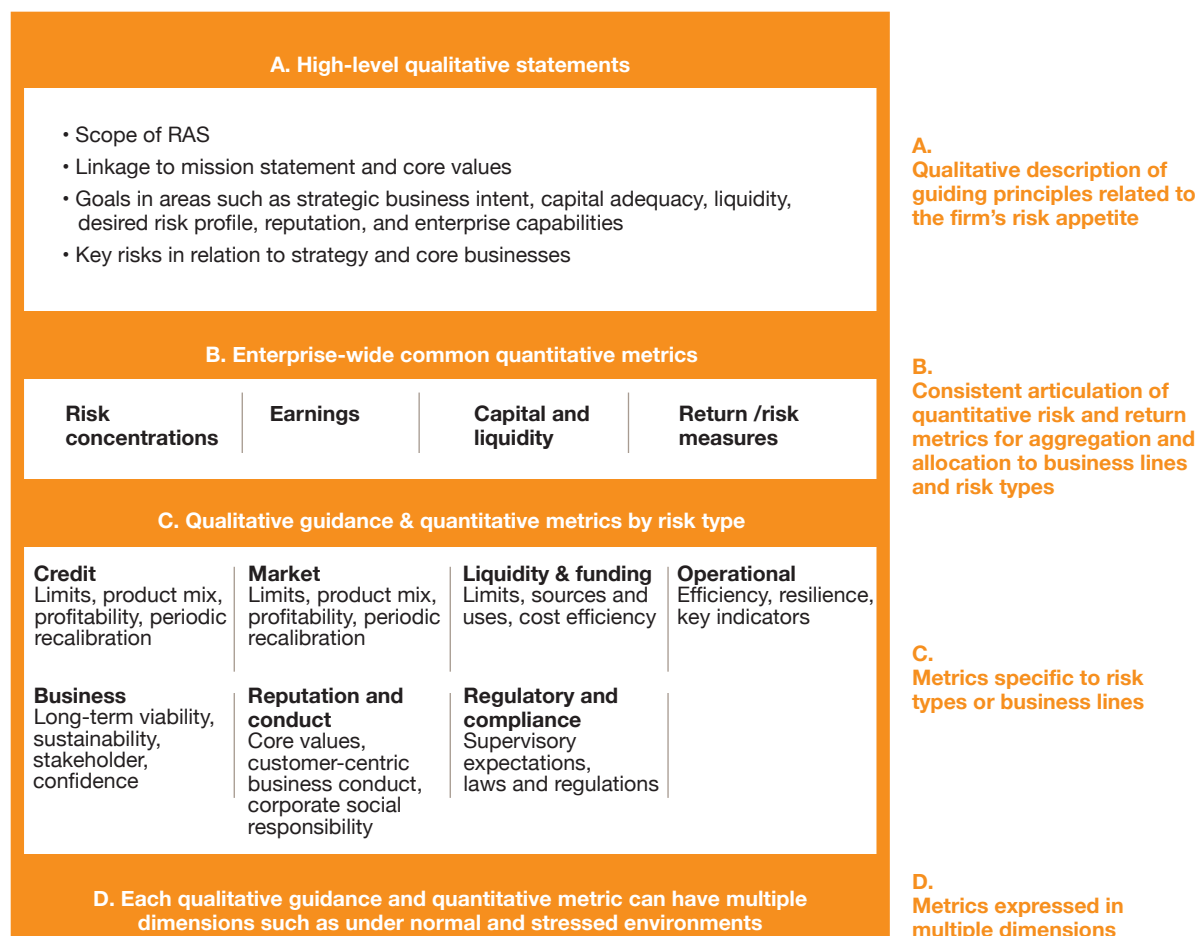 A. High-level qualitative statements
• Scope of RAS
• Linkage to mission statement and core values
• Goals in areas such as strategic business intent, capital adequacy, liquidity,
desired risk profile, reputation, and enterprise capabilities
• Key risks in relation to strategy and core businesses
A.
Qualitative description of
guiding principles related to
the firm's risk appetite
B. Enterprise-wide common quantitative metrics
Risk
concentrations
Earnings
Capital and
liquidity
Return /risk
measures
B.
Consistent articulation of
quantitative risk and return
metrics for aggregation and
allocation to business lines
and risk types
C. Qualitative guidance & quantitative metrics by risk type
Credit
Limits, product mix,
profitability, periodic
recalibration
Market
Limits, product mix,
profitability, periodic
recalibration
Liquidity & funding
Limits, sources and
uses, cost efficiency
Operational
Efficiency, resilience,
key indicators
Business
Long-term viability,
sustainability,
stakeholder,
confidence
Reputation and
conduct
Core values,
customer-centric
business conduct,
corporate social
responsibility
Regulatory and
compliance
Supervisory
expectations,
laws and regulations
C.
Metrics specific to risk
types or business lines
D. Each qualitative guidance and quantitative metric can have multiple
dimensions such as under normal and stressed environments
D.
Metrics expressed in
multiple dimensions